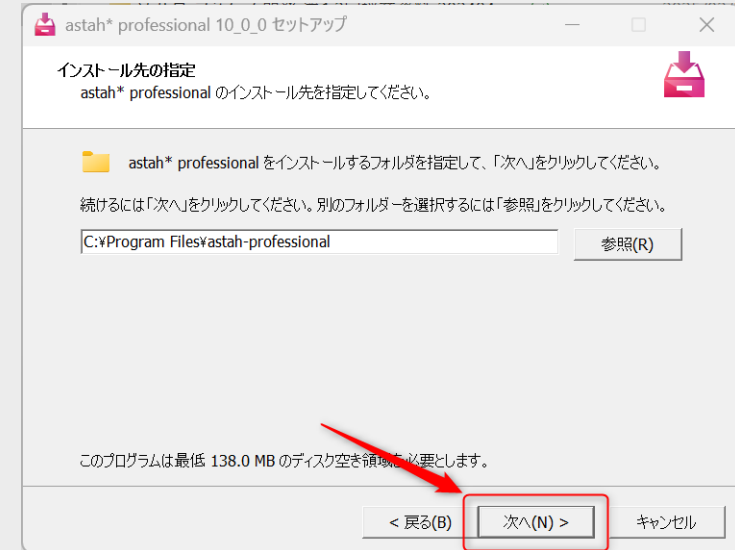 astah* professional 10_0_0 セットアップ
インストール先の指定
astah* professional のインストール先を指定してください。
astah* professional をインストールするフォルダを指定して、「次へ」をクリックしてください。
続けるには「次へ」をクリックしてください。別のフォルダーを選択するには「参照」をクリックしてください。
C:¥Program Files¥astah-professional
参照(R)
このプログラムは最低 138.0 MB のディスク空き領域を必要とします。
< 戻る(B)
次へ(N) >
キャンセル